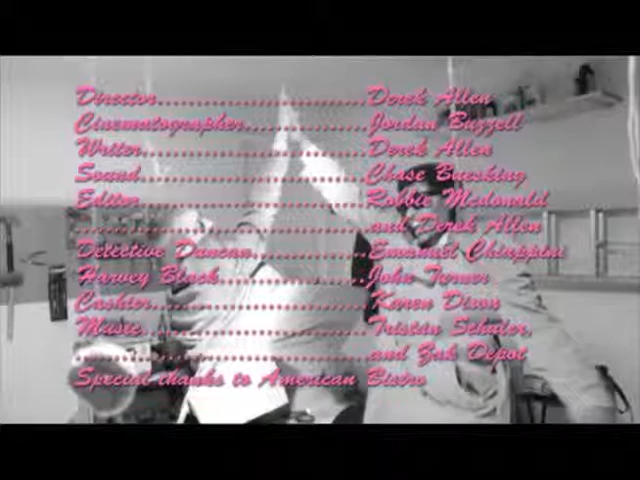 Director......................Derek Allen
Cinematographer.............Jordan Buzzell
Writer........................Derek Allen
Sound........................Chase Buesking
Editor........................Robbie Mcdonald
..............................and Derek Allen
Detective Duncan............Emanuel Chiappini
Harvey Black................John Turner
Cashier......................Karen Dixon
Music........................Tristan Schafer,
..............................and Zak Depot
Special thanks to American Bistro